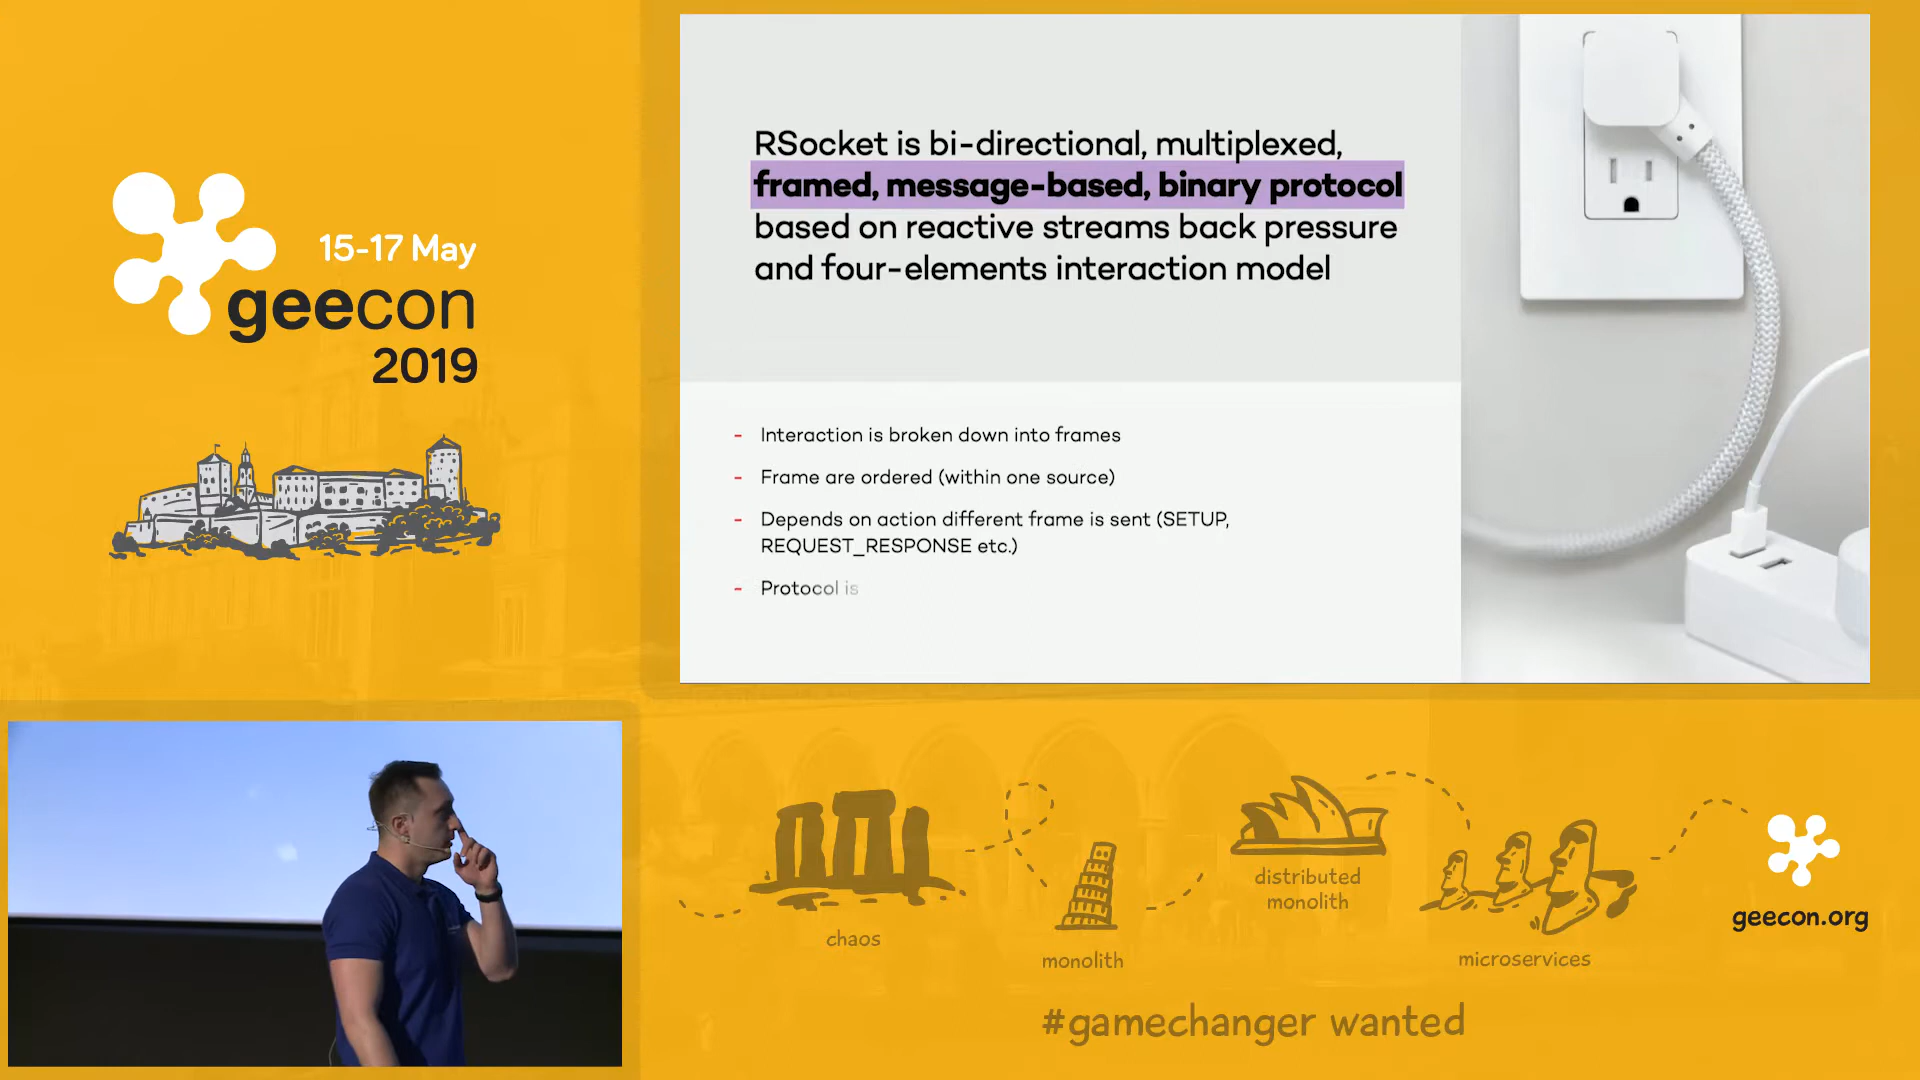 15-17 May
geecon
2019
RSocket is bi-directional, multiplexed,
framed, message-based, binary protocol
based on reactive streams back pressure
and four-elements interaction model
- Interaction is broken down into frames
- Frame are ordered (within one source)
- Depends on action different frame is sent (SETUP,
REQUEST_RESPONSE etc.)
- Protocol is
chaos
monolith
distributed
monolith
microservices
geecon.org
#gamechanger wanted